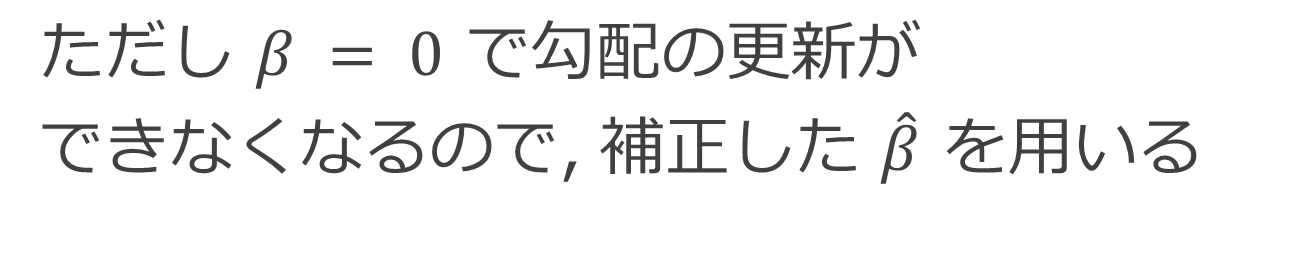 ただし β = 0 で勾配の更新が
できなくなるので, 補正した β̂ を用いる